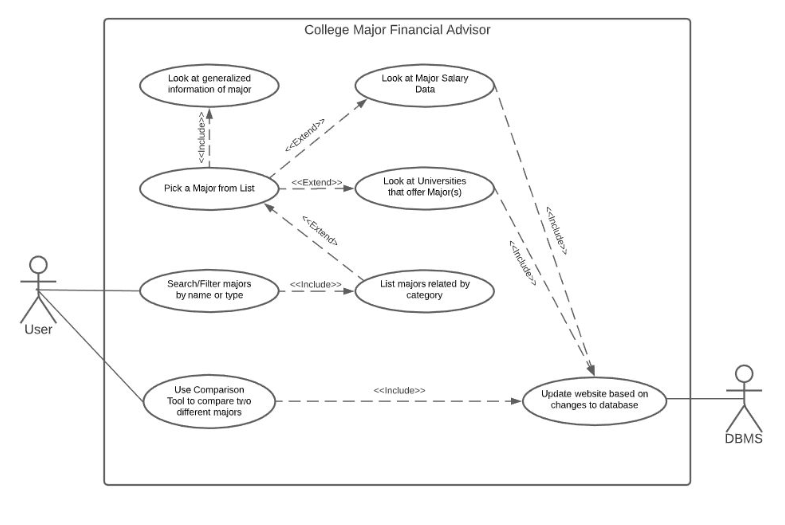 College Major Financial Advisor
Look at generalized
information of major
Look at Major Salary
Data
<<Include>>
<<Extend>>
Pick a Major from List
<<Extend>>
Look at Universities
that offer Major(s)
<<Extend>
<<Include>>
<<Include>>
Search/Filter majors
by name or type
<<Include>>
List majors related by
category
User
Use Comparison
Tool to compare two
different majors
<<Include>>
Update website based on
changes to database
DBMS